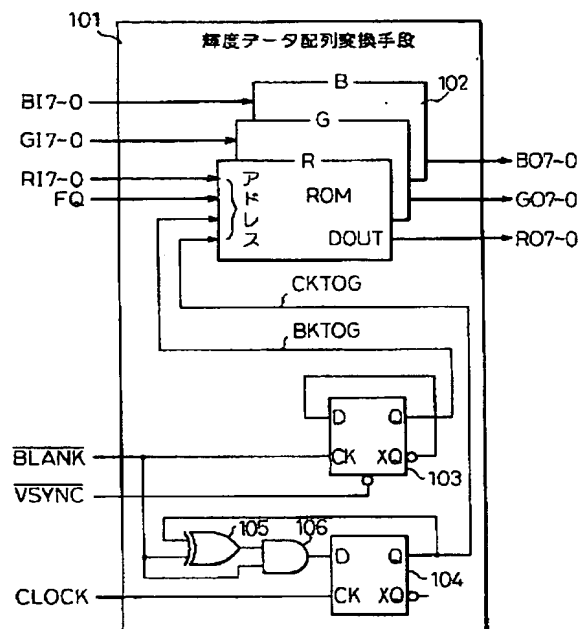 101
輝度データ配列変換手段
B
102
BI7~0
G
GI7~0
R
BO7~0
RI7~0
FQ
アドレス
ROM
GO7~0
DOUT
RO7~0
CKTOG
BKTOG
D Q
BLANK
CK XQ
103
VSYNC
105
106
D Q
104
CLOCK
CK XQ